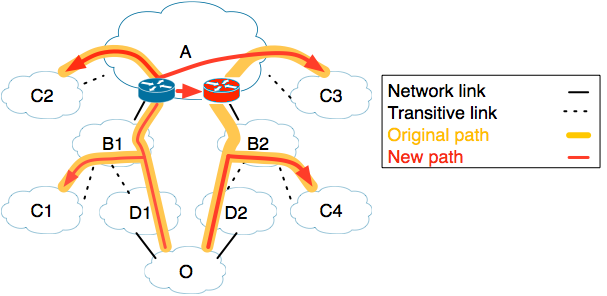 A
C2
C3
B1
B2
C1
D1
D2
C4
O
Network link
Transitive link
Original path
New path